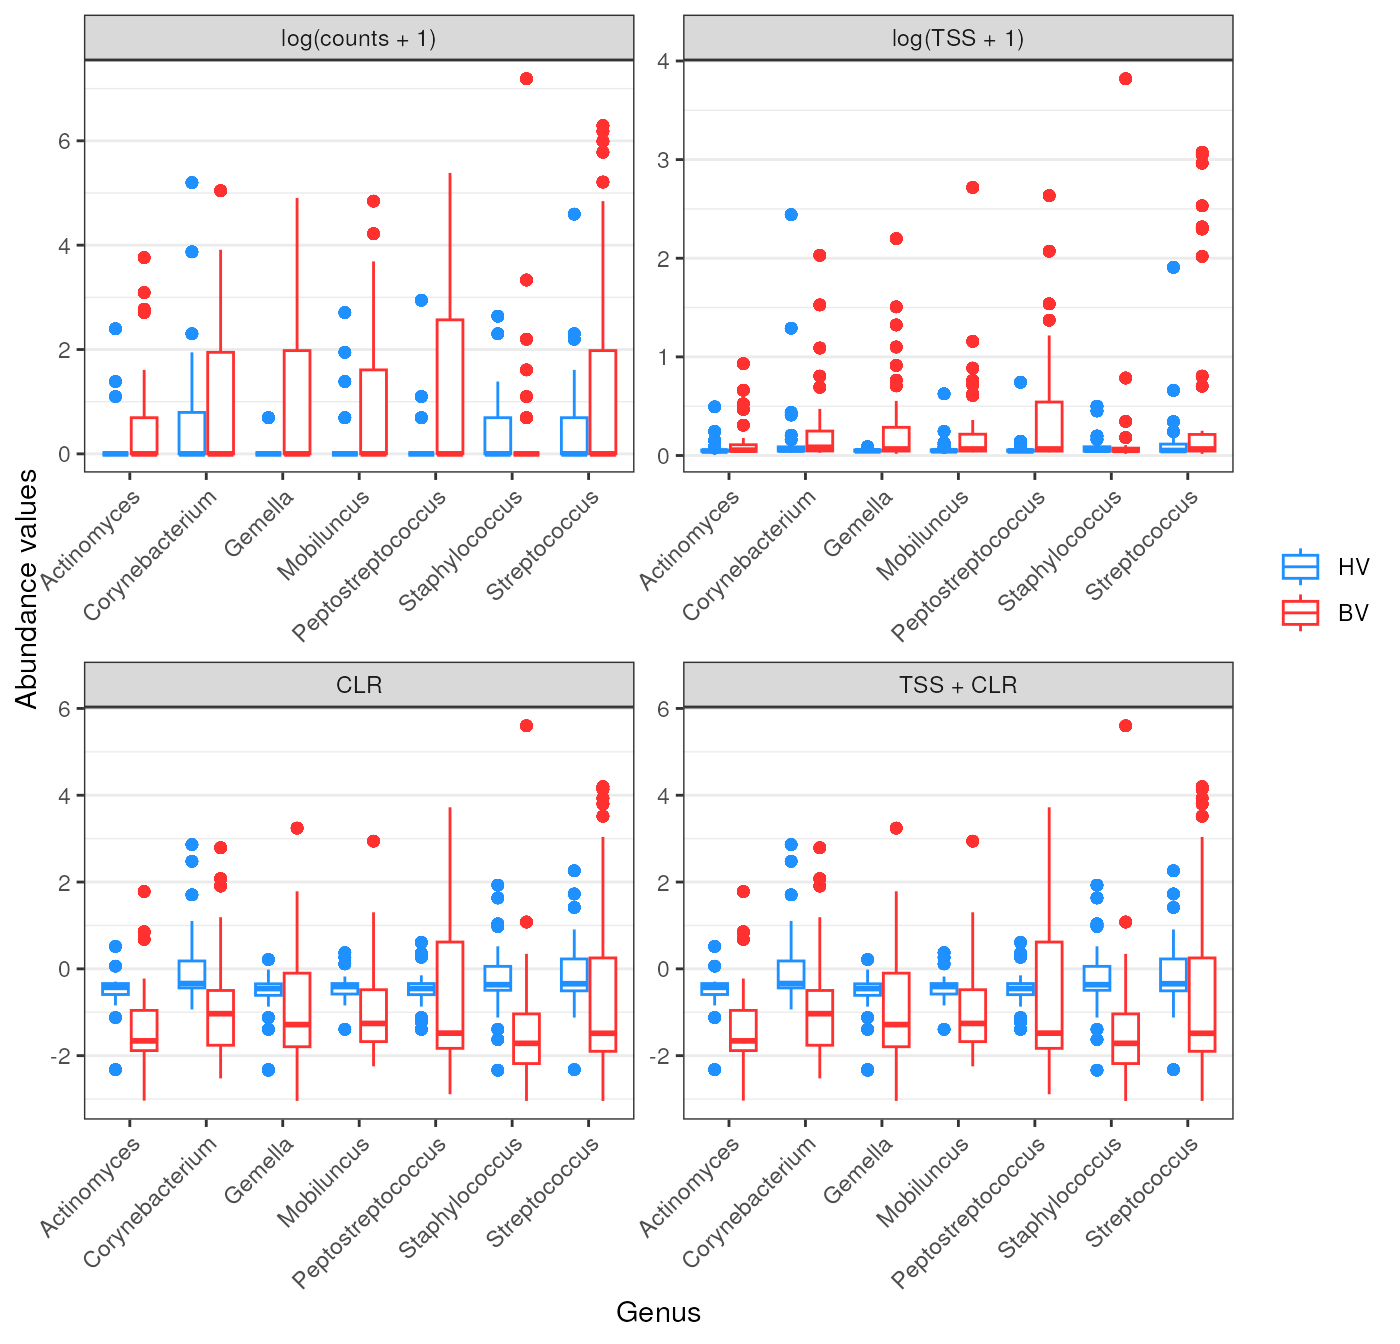 log(counts + 1)
log(TSS + 1)
6
4
2
0
4
3
2
1
0
Actinomyces
Corynebacterium
Gemella
Mobiluncus
Peptostreptococcus
Staphylococcus
Streptococcus
Actinomyces
Corynebacterium
Gemella
Mobiluncus
Peptostreptococcus
Staphylococcus
Streptococcus
Abundance values
HV
BV
CLR
TSS + CLR
6
4
2
0
-2
6
4
2
0
-2
Actinomyces
Corynebacterium
Gemella
Mobiluncus
Peptostreptococcus
Staphylococcus
Streptococcus
Actinomyces
Corynebacterium
Gemella
Mobiluncus
Peptostreptococcus
Staphylococcus
Streptococcus
Genus